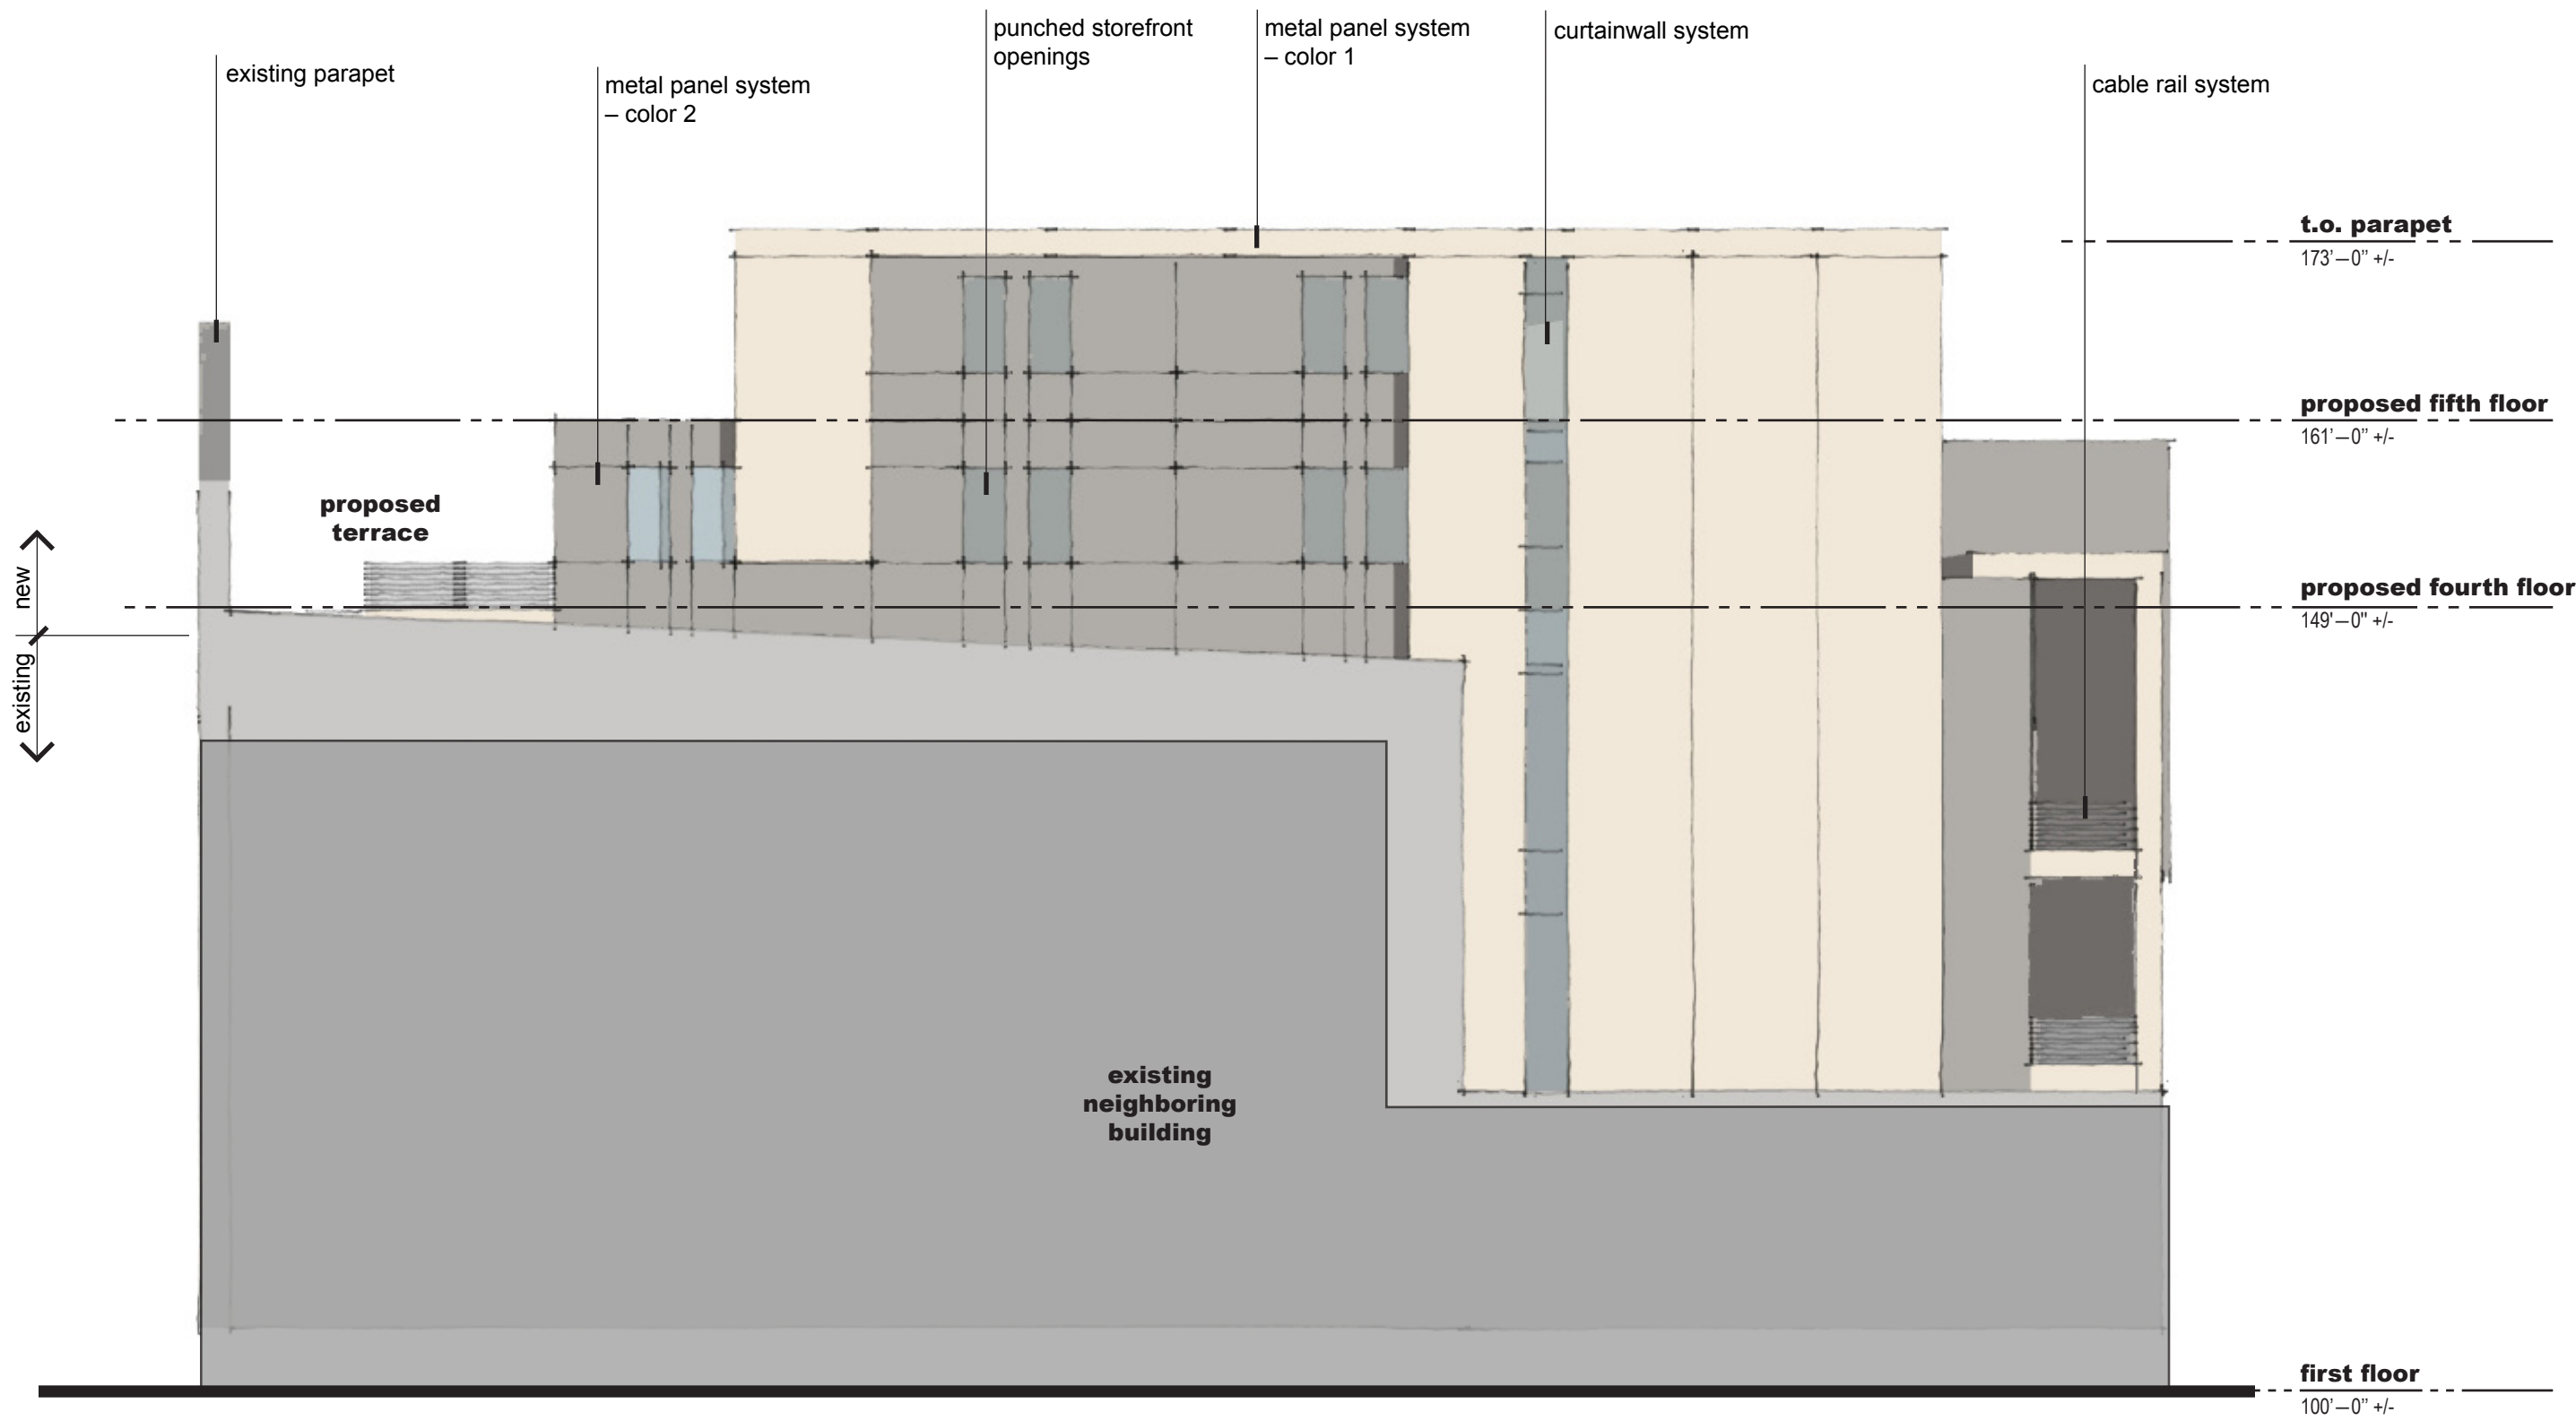 punched storefront
openings
metal panel system
– color 1
curtainwall system
existing parapet
metal panel system
– color 2
cable rail system
t.o. parapet
173'–0" +/-
proposed fifth floor
161'–0" +/-
proposed
terrace
new
existing
proposed fourth floor
149'–0" +/-
existing
neighboring
building
first floor
100'–0" +/-